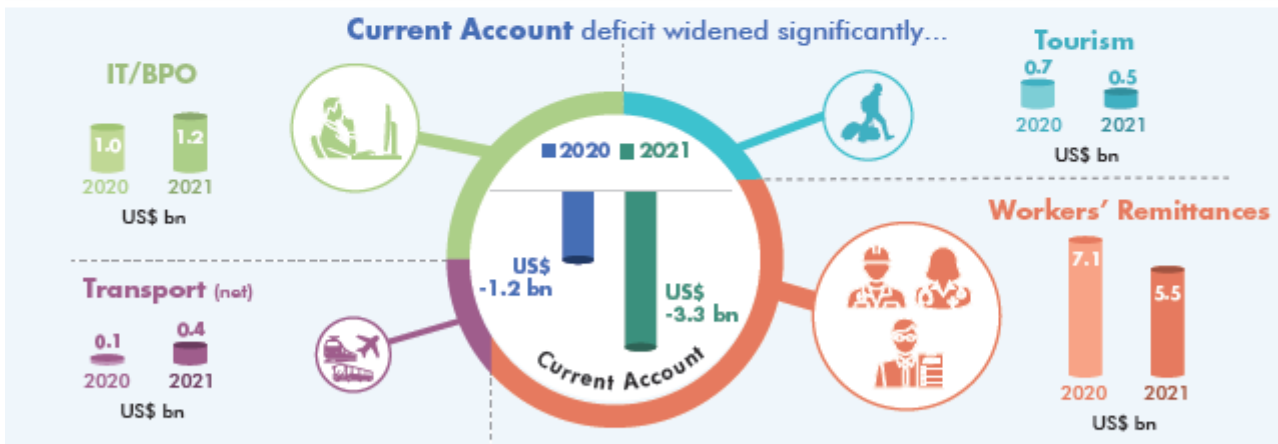 Current Account deficit widened significantly...
IT/BPO
1.0
1.2
2020
2021
US$ bn
Tourism
0.7
0.5
2020
2021
US$ bn
2020
2021
US$
-1.2 bn
US$
-3.3 bn
Current Account
Transport (net)
0.1
0.4
2020
2021
US$ bn
Workers' Remittances
7.1
5.5
2020
2021
US$ bn